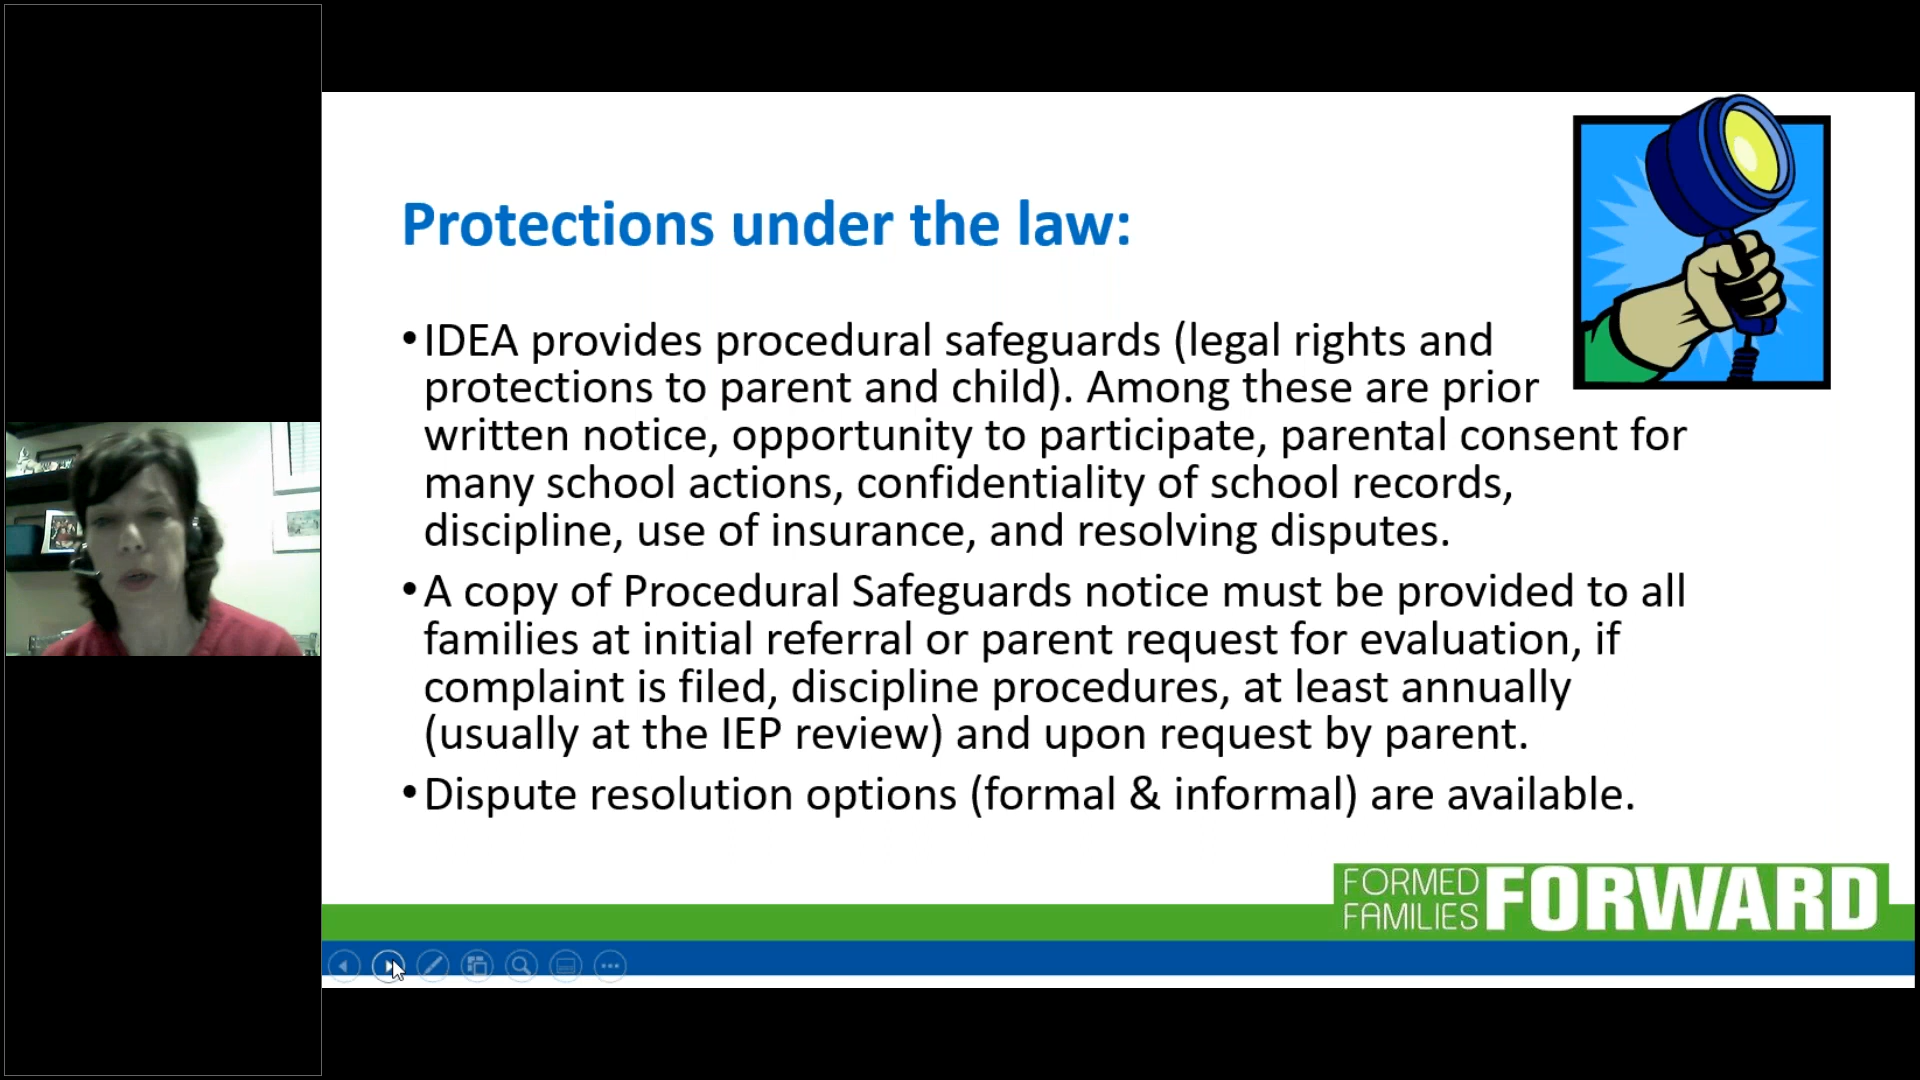 Protections under the law:
•IDEA provides procedural safeguards (legal rights and
protections to parent and child). Among these are prior
written notice, opportunity to participate, parental consent for
many school actions, confidentiality of school records,
discipline, use of insurance, and resolving disputes.
•A copy of Procedural Safeguards notice must be provided to all
families at initial referral or parent request for evaluation, if
complaint is filed, discipline procedures, at least annually
(usually at the IEP review) and upon request by parent.
•Dispute resolution options (formal & informal) are available.
FORMED
FAMILIES
FORWARD